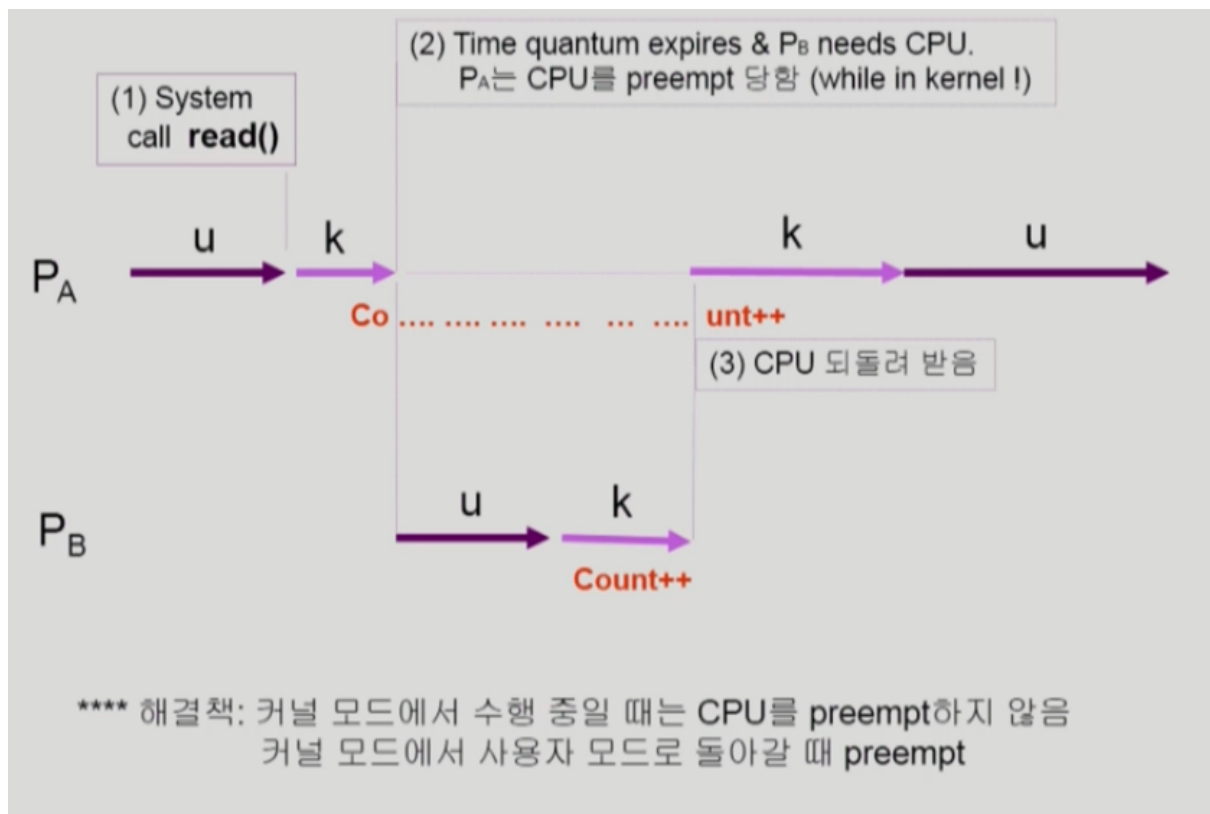 (2) Time quantum expires & PB needs CPU.
PA는 CPU를 preempt 당함 (while in kernel !)
(1) System
call read()
u
k
k
u
PA
Co .... .... .... .... ... .... unt++
(3) CPU 되돌려 받음
u
k
PB
Count++
**** 해결책: 커널 모드에서 수행 중일 때는 CPU를 preempt하지 않음
커널 모드에서 사용자 모드로 돌아갈 때 preempt